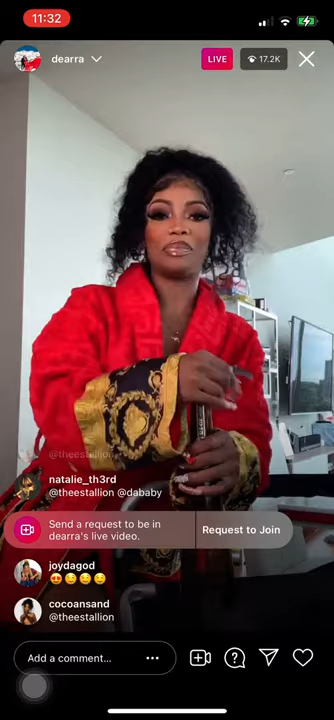 11:32
dearra
LIVE
17.2K
@theestallion
natalie_th3rd
@theestallion @dababy
Send a request to be in
dearra's live video.
Request to Join
joydagod
😍😆😆😆
cocoansand
@theestallion
Add a comment...